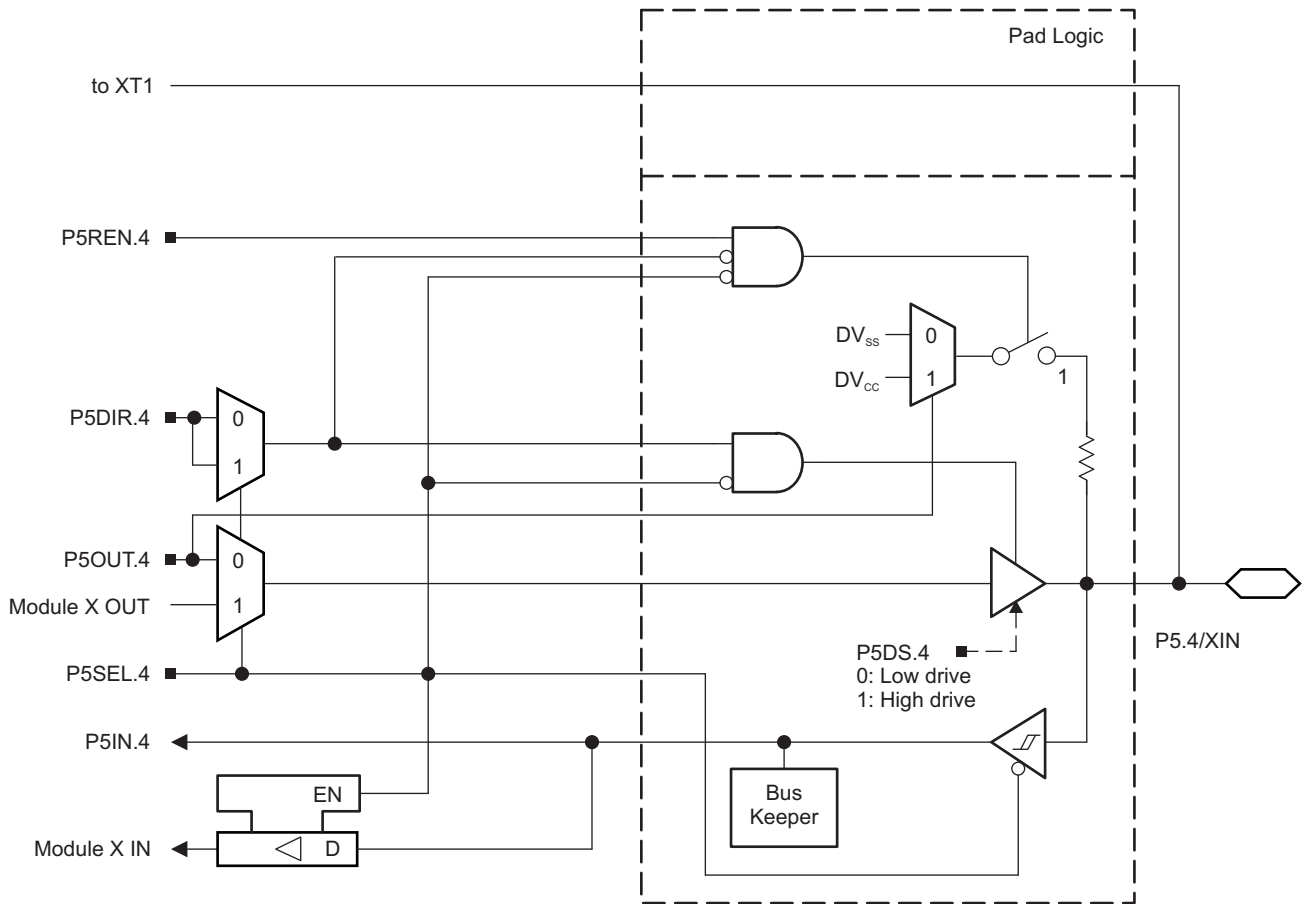 Pad Logic
to XT1
P5REN.4
DVSS
0
DVCC
1
1
P5DIR.4
0
1
P5OUT.4
0
Module X OUT
1
P5DS.4
0: Low drive
1: High drive
P5.4/XIN
P5SEL.4
P5IN.4
Bus
Keeper
EN
Module X IN
D